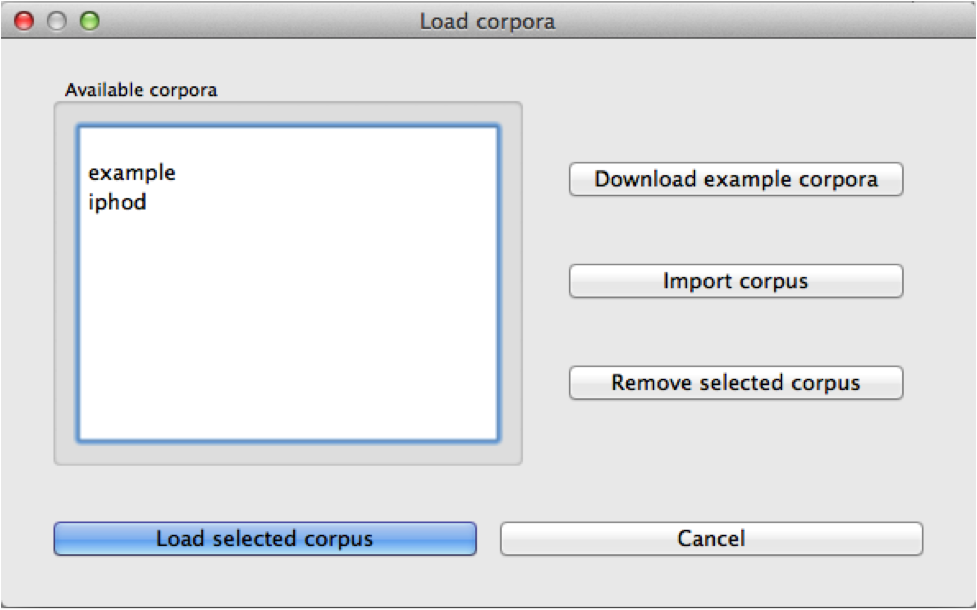 Load corpora
Available corpora
example
iphod
Download example corpora
Import corpus
Remove selected corpus
Load selected corpus
Cancel